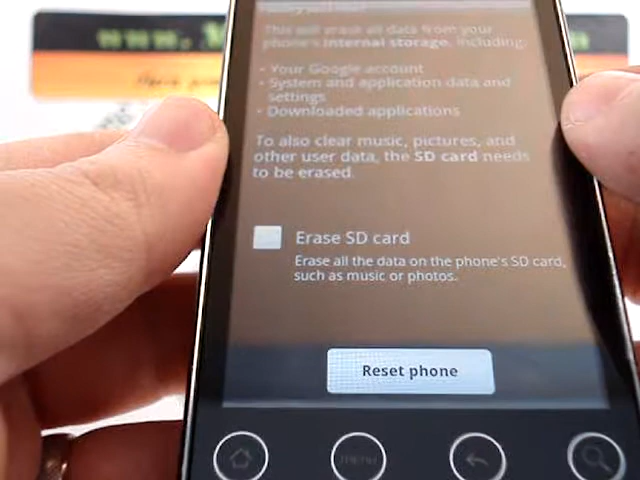 www.
This will erase all data from your
phone's internal storage, including:
• Your Google account
• System and application data and
settings
• Downloaded applications
To also clear music, pictures, and
other user data, the SD card needs
to be erased.
Erase SD card
Erase all the data on the phone's SD card,
such as music or photos.
Reset phone
menu